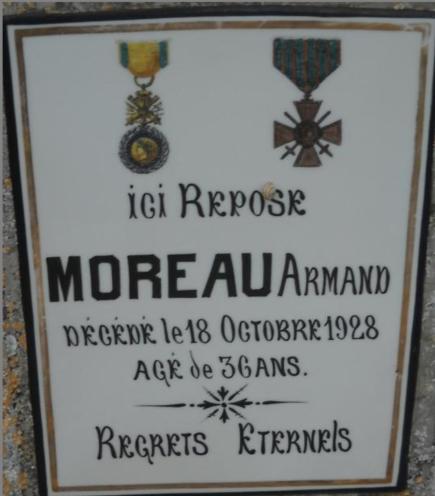 ici Repose
MOREAU ARMAND
DÉCÉDÉ le 18 OCTOBRE 1928
AGÉ de 36 ANS.
REGRETS ETERNELS